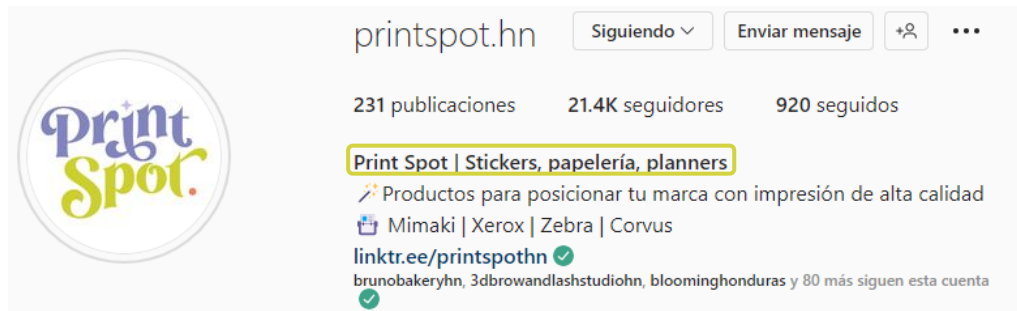 printspot.hn Siguiendo Enviar mensaje
Print
Spot.
231 publicaciones 21.4K seguidores 920 seguidos
Print Spot | Stickers, papelería, planners
Productos para posicionar tu marca con impresión de alta calidad
Mimaki | Xerox | Zebra | Corvus
linktr.ee/printspothn
brunobakeryhn, 3dbrowandlashstudiohn, bloominghonduras y 80 más siguen esta cuenta